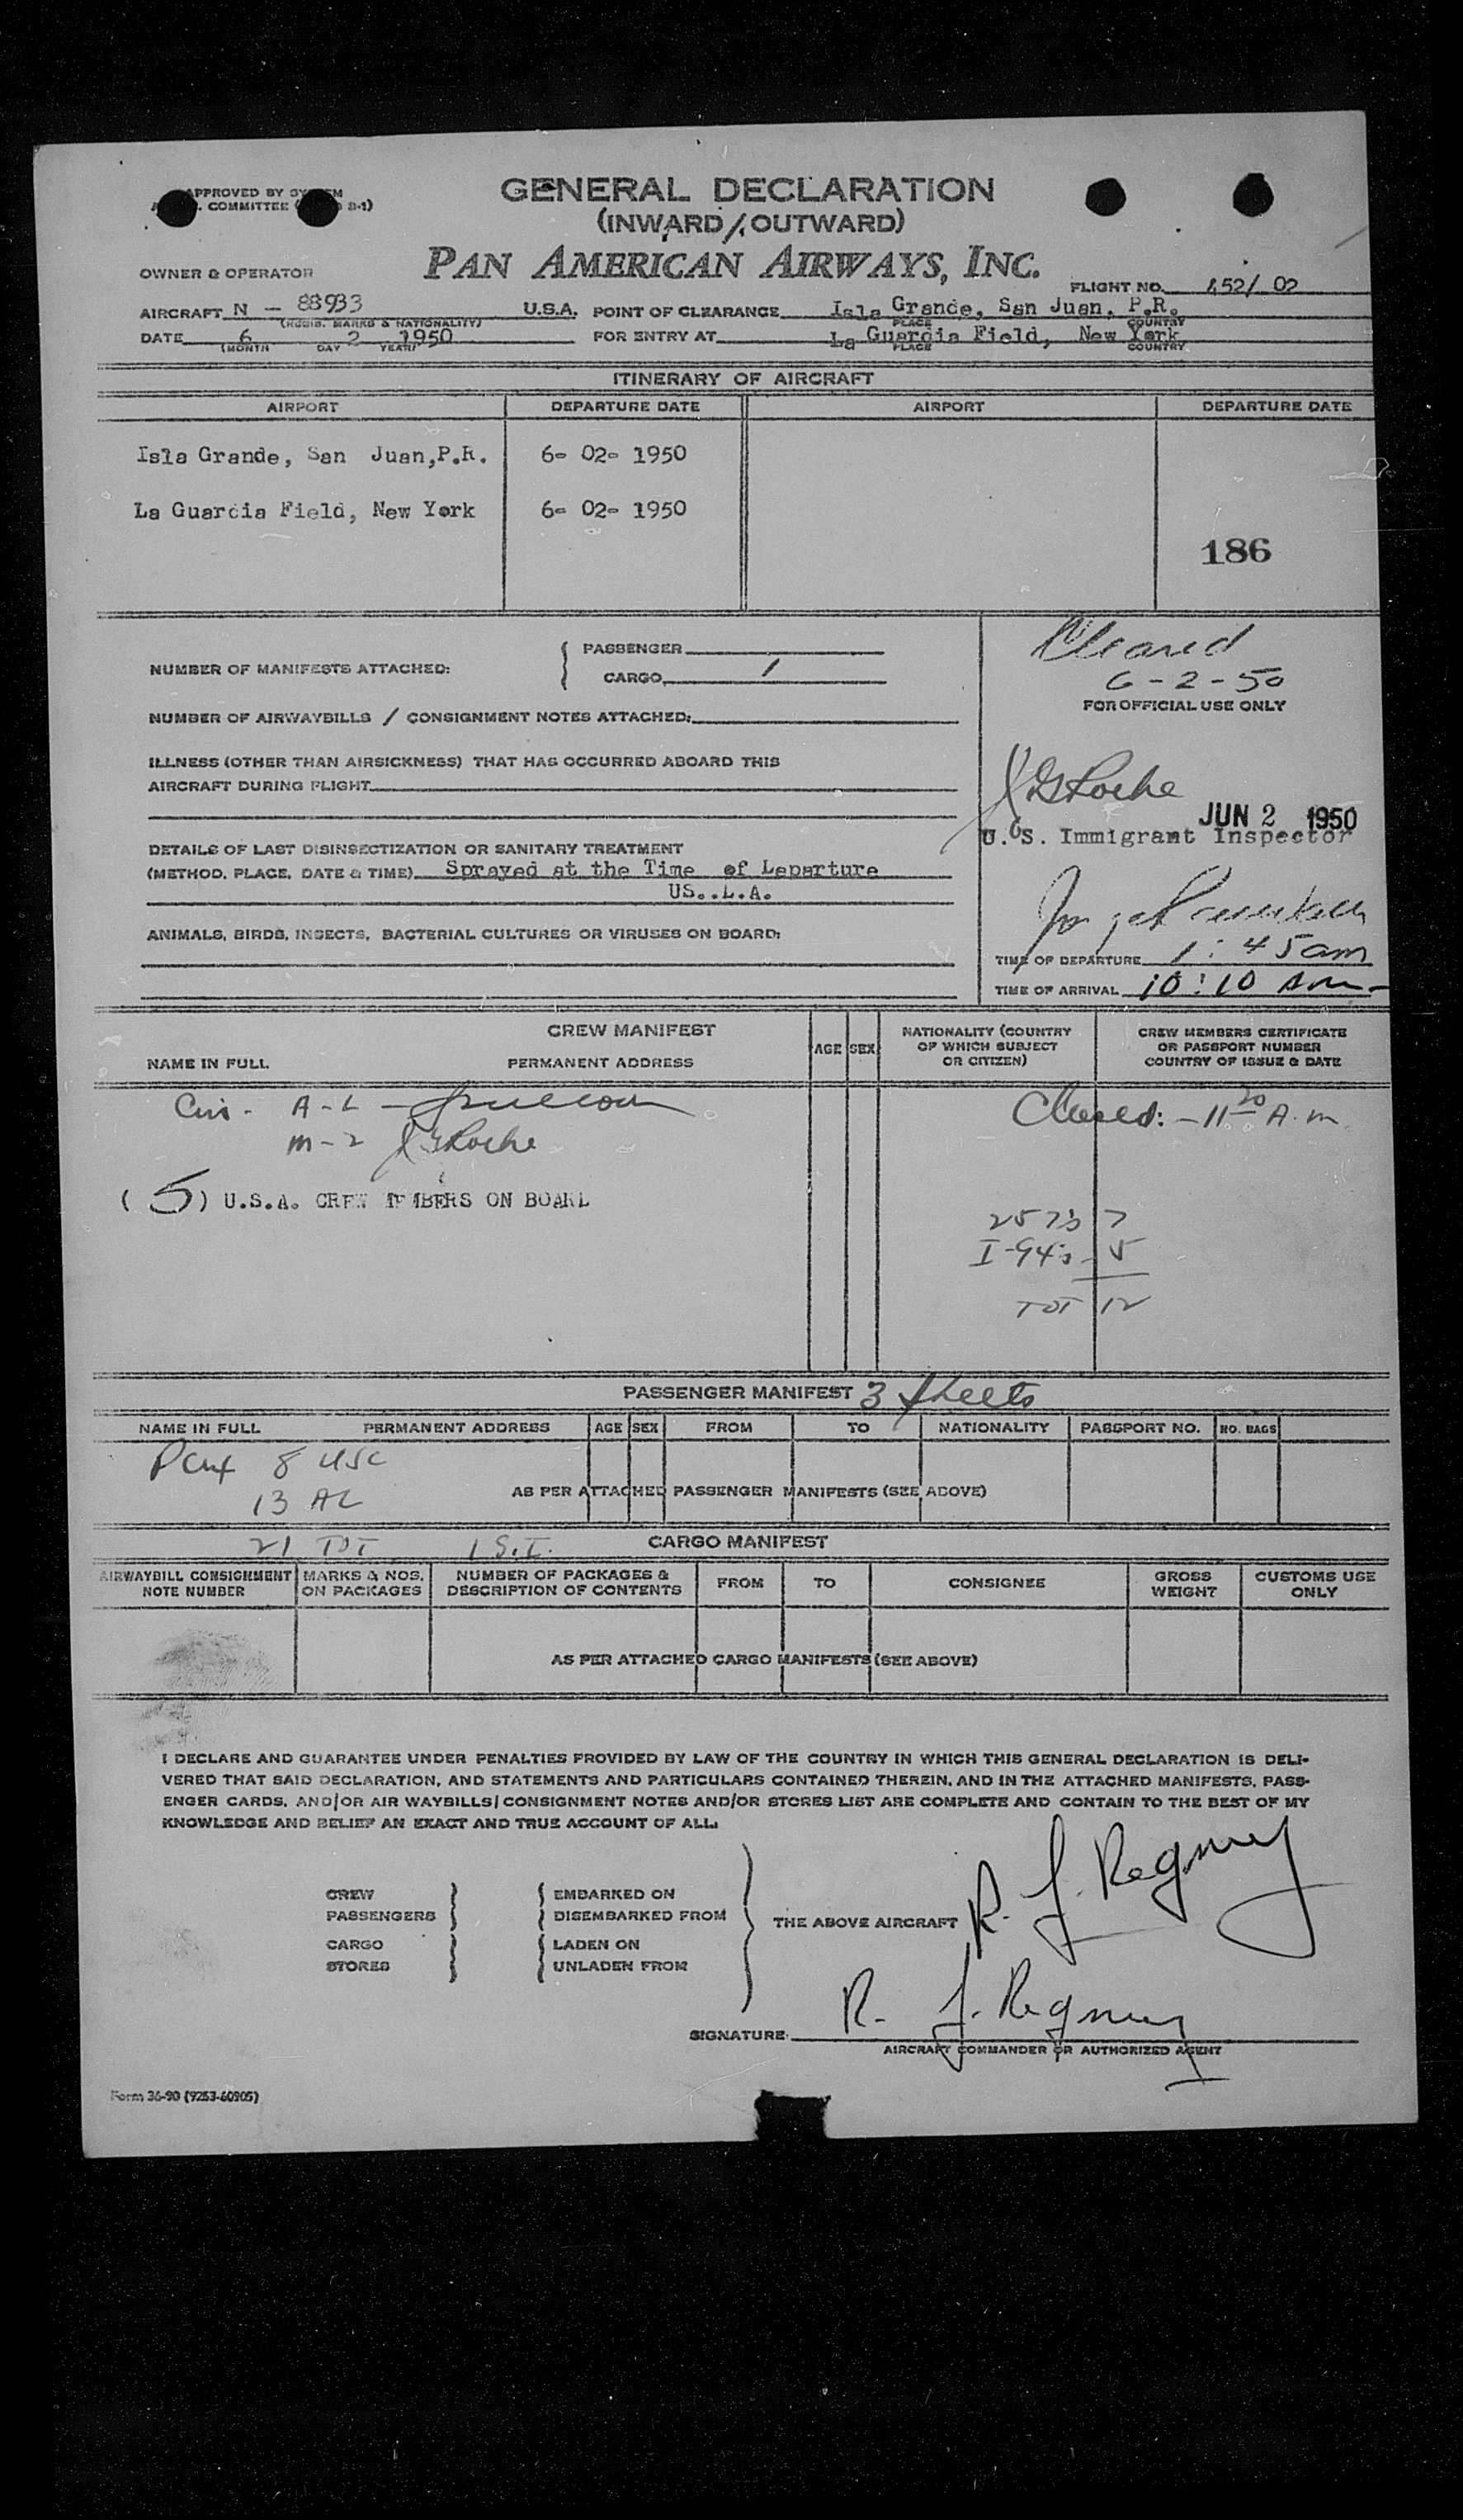 APPROVED BY
COMMITTEE
GENERAL DECLARATION
(INWARD/OUTWARD)
PAN AMERICAN AIRWAYS, INC.
OWNER & OPERATOR
FLIGHT NO. 452/ 02
AIRCRAFT N - 88933 U.S.A. POINT OF CLEARANCE Isla Grande, San Juan, P.R.
(REGIS. MARKS & NATIONALITY) PLACE COUNTRY
DATE 6 2 1950 FOR ENTRY AT La Guardia Field, New York
(MONTH DAY YEAR) PLACE COUNTRY
ITINERARY OF AIRCRAFT
AIRPORT DEPARTURE DATE AIRPORT DEPARTURE DATE
Isla Grande, San Juan,P.R. 6- 02- 1950
La Guardia Field, New York 6- 02- 1950
186
NUMBER OF MANIFESTS ATTACHED: { PASSENGER
CARGO 1
Cleared
6-2-50
FOR OFFICIAL USE ONLY
NUMBER OF AIRWAYBILLS / CONSIGNMENT NOTES ATTACHED:
ILLNESS (OTHER THAN AIRSICKNESS) THAT HAS OCCURRED ABOARD THIS
AIRCRAFT DURING FLIGHT
JGRoche
JUN 2 1950
U. S. Immigrant Inspector
DETAILS OF LAST DISINSECTIZATION OR SANITARY TREATMENT
(METHOD, PLACE, DATE & TIME) Sprayed at the Time of Leparture
US..L.A.
ANIMALS, BIRDS, INSECTS, BACTERIAL CULTURES OR VIRUSES ON BOARD:
TIME OF DEPARTURE 1:45 am
TIME OF ARRIVAL 10:10 Am-
CREW MANIFEST
NAME IN FULL PERMANENT ADDRESS AGE SEX NATIONALITY (COUNTRY OF WHICH SUBJECT OR CITIZEN) CREW MEMBERS CERTIFICATE OR PASSPORT NUMBER COUNTRY OF ISSUE & DATE
A-L - Cleared: - 11 20 A.m
m-2 JGRoche
( 5 ) U.S.A. CREW MEMBERS ON BOARD
257s 7
I-94s - 5
TOT 12
PASSENGER MANIFEST 3 sheets
NAME IN FULL PERMANENT ADDRESS AGE SEX FROM TO NATIONALITY PASSPORT NO. NO. BAGS
Pax 8 USC
13 AL
AS PER ATTACHED PASSENGER MANIFESTS (SEE ABOVE)
21 TOT 1 S.I. CARGO MANIFEST
AIRWAYBILL CONSIGNMENT NOTE NUMBER MARKS & NOS. ON PACKAGES NUMBER OF PACKAGES & DESCRIPTION OF CONTENTS FROM TO CONSIGNEE GROSS WEIGHT CUSTOMS USE ONLY
AS PER ATTACHED CARGO MANIFESTS (SEE ABOVE)
I DECLARE AND GUARANTEE UNDER PENALTIES PROVIDED BY LAW OF THE COUNTRY IN WHICH THIS GENERAL DECLARATION IS DELI-
VERED THAT SAID DECLARATION, AND STATEMENTS AND PARTICULARS CONTAINED THEREIN, AND IN THE ATTACHED MANIFESTS, PASS-
ENGER CARDS, AND/OR AIR WAYBILLS/CONSIGNMENT NOTES AND/OR STORES LIST ARE COMPLETE AND CONTAIN TO THE BEST OF MY
KNOWLEDGE AND BELIEF AN EXACT AND TRUE ACCOUNT OF ALL:
CREW EMBARKED ON
PASSENGERS DISEMBARKED FROM
THE ABOVE AIRCRAFT R. J. Regney
CARGO LADEN ON
STORES UNLADEN FROM
SIGNATURE: R. J. Regney
AIRCRAFT COMMANDER OR AUTHORIZED AGENT
Form 36-90 (9253-60905)